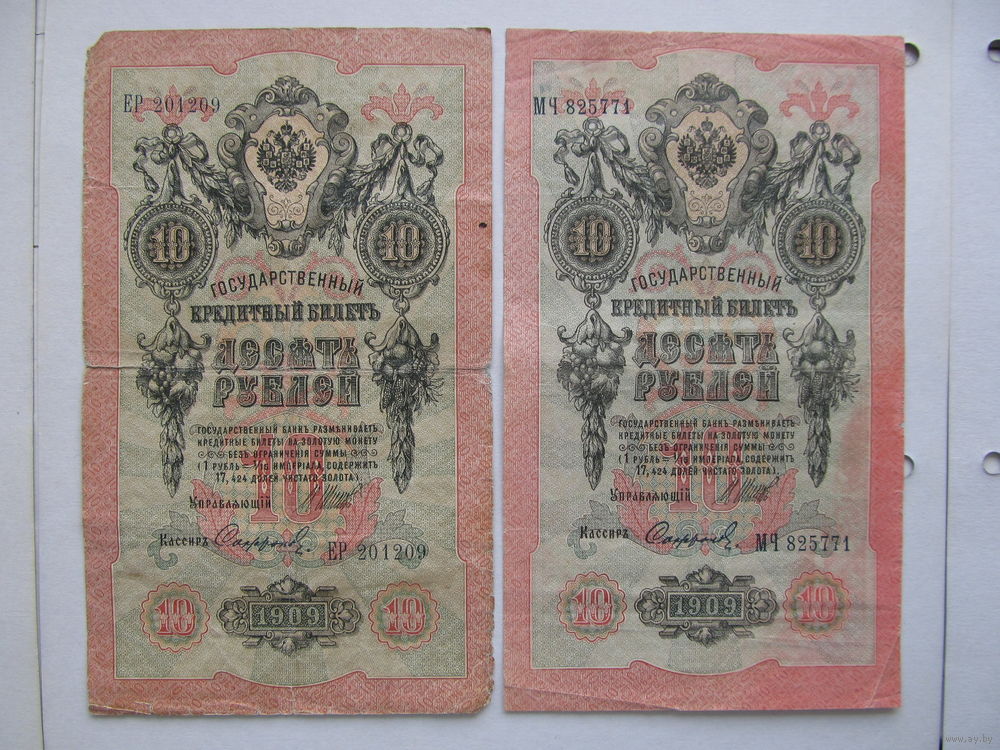 ЕР 201209
10 10
ГОСУДАРСТВЕННЫЙ
КРЕДИТНЫЙ БИЛЕТЪ
ДЕСЯТЬ
РУБЛЕЙ
ГОСУДАРСТВЕННЫЙ БАНКЪ РАЗМѢНИВАЕТЪ
КРЕДИТНЫЕ БИЛЕТЫ НА ЗОЛОТУЮ МОНЕТУ
БЕЗЪ ОГРАНИЧЕНІЯ СУММЫ
(1 РУБЛЬ = 1/15 ИМПЕРІАЛА, СОДЕРЖИТЪ
17,424 ДОЛЕЙ ЧИСТАГО ЗОЛОТА).
10
УПРАВЛЯЮЩІЙ
КАССИРЪ
ЕР 201209
10 1909 10
МЧ 825771
10 10
ГОСУДАРСТВЕННЫЙ
КРЕДИТНЫЙ БИЛЕТЪ
ДЕСЯТЬ
РУБЛЕЙ
ГОСУДАРСТВЕННЫЙ БАНКЪ РАЗМѢНИВАЕТЪ
КРЕДИТНЫЕ БИЛЕТЫ НА ЗОЛОТУЮ МОНЕТУ
БЕЗЪ ОГРАНИЧЕНІЯ СУММЫ
(1 РУБЛЬ = 1/15 ИМПЕРІАЛА, СОДЕРЖИТЪ
17,424 ДОЛЕЙ ЧИСТАГО ЗОЛОТА).
10
УПРАВЛЯЮЩІЙ
КАССИРЪ
МЧ 825771
10 1909 10
www.ay.by